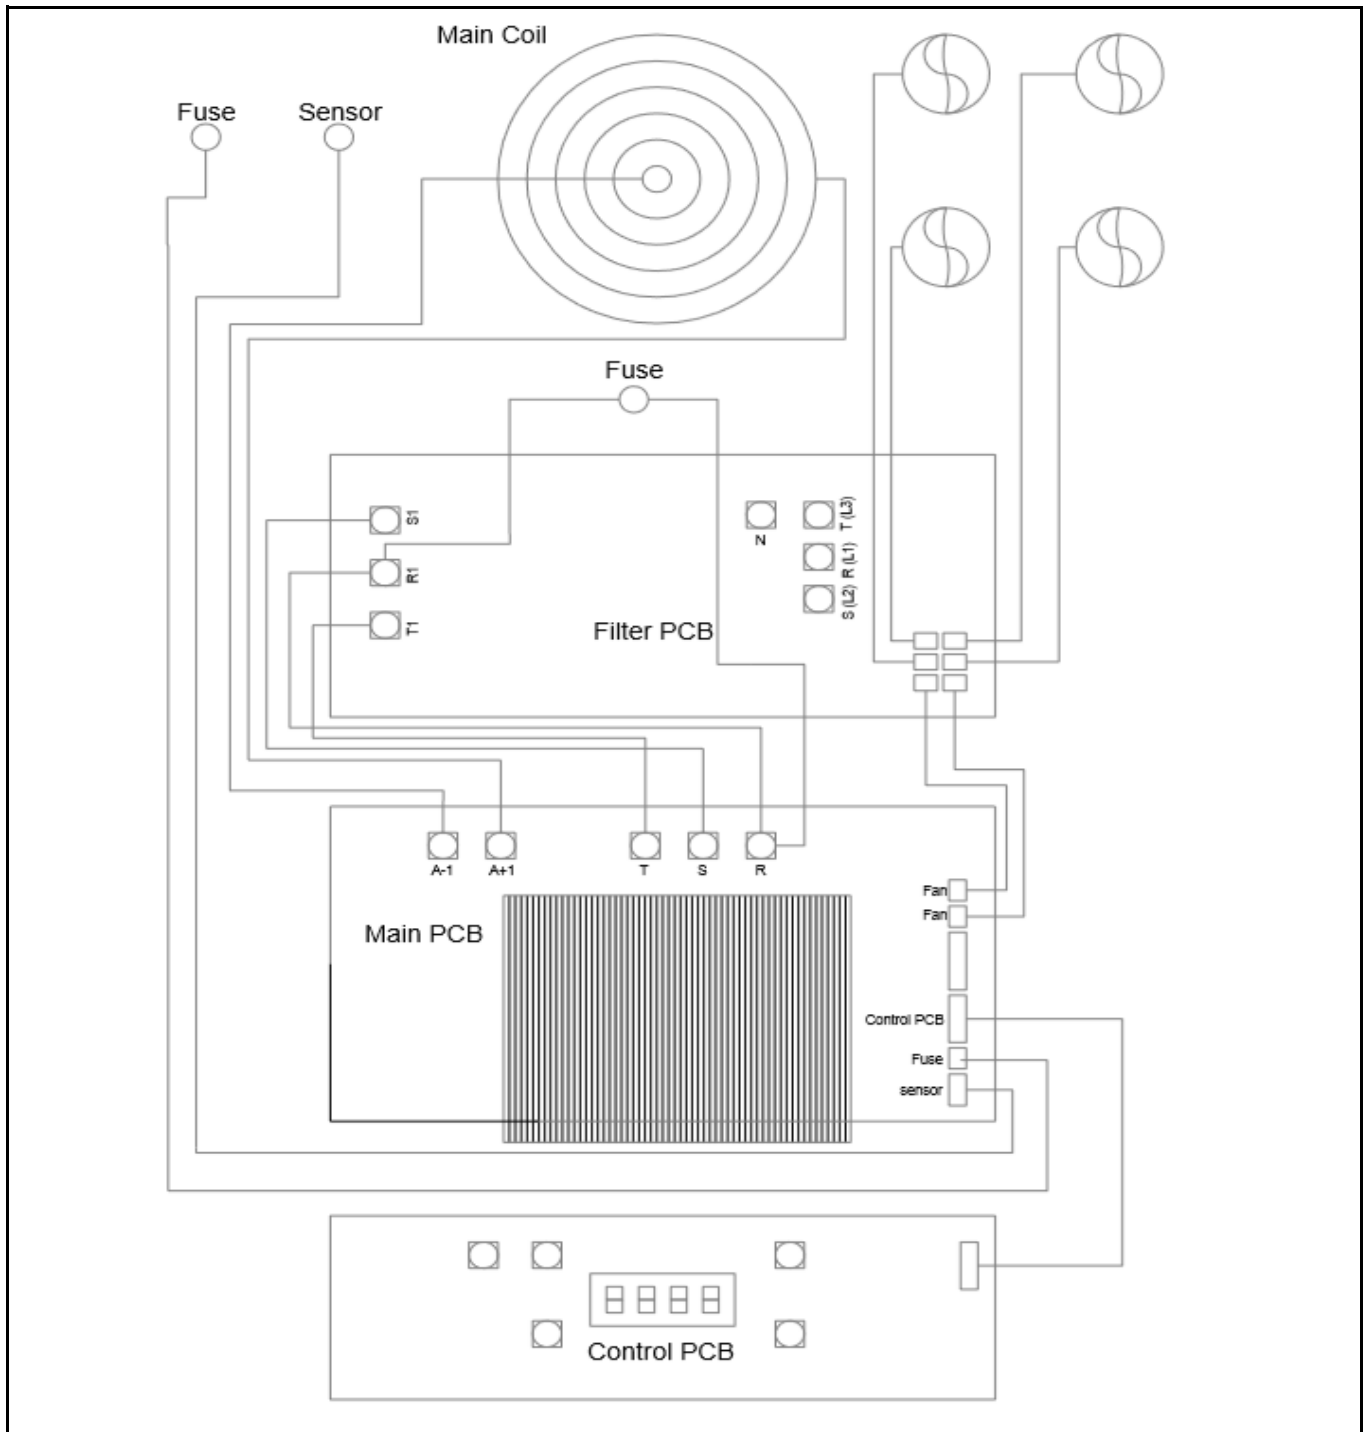 Main Coil
Fuse
Sensor
Fuse
S1
R1
T1
N
T (L3)
R (L1)
S (L2)
Filter PCB
A-1
A+1
T
S
R
Fan
Fan
Main PCB
Control PCB
Fuse
sensor
Control PCB